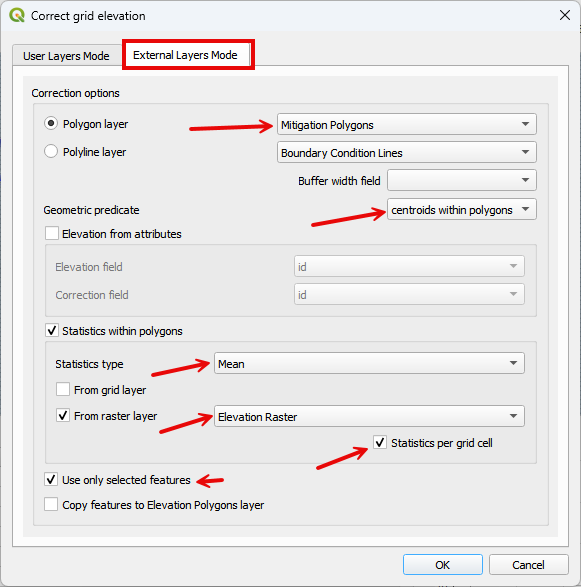 Correct grid elevation
User Layers Mode External Layers Mode
Correction options
Polygon layer Mitigation Polygons
Polyline layer Boundary Condition Lines
Buffer width field
Geometric predicate centroids within polygons
Elevation from attributes
Elevation field id
Correction field id
Statistics within polygons
Statistics type Mean
From grid layer
From raster layer Elevation Raster
Statistics per grid cell
Use only selected features
Copy features to Elevation Polygons layer
OK Cancel